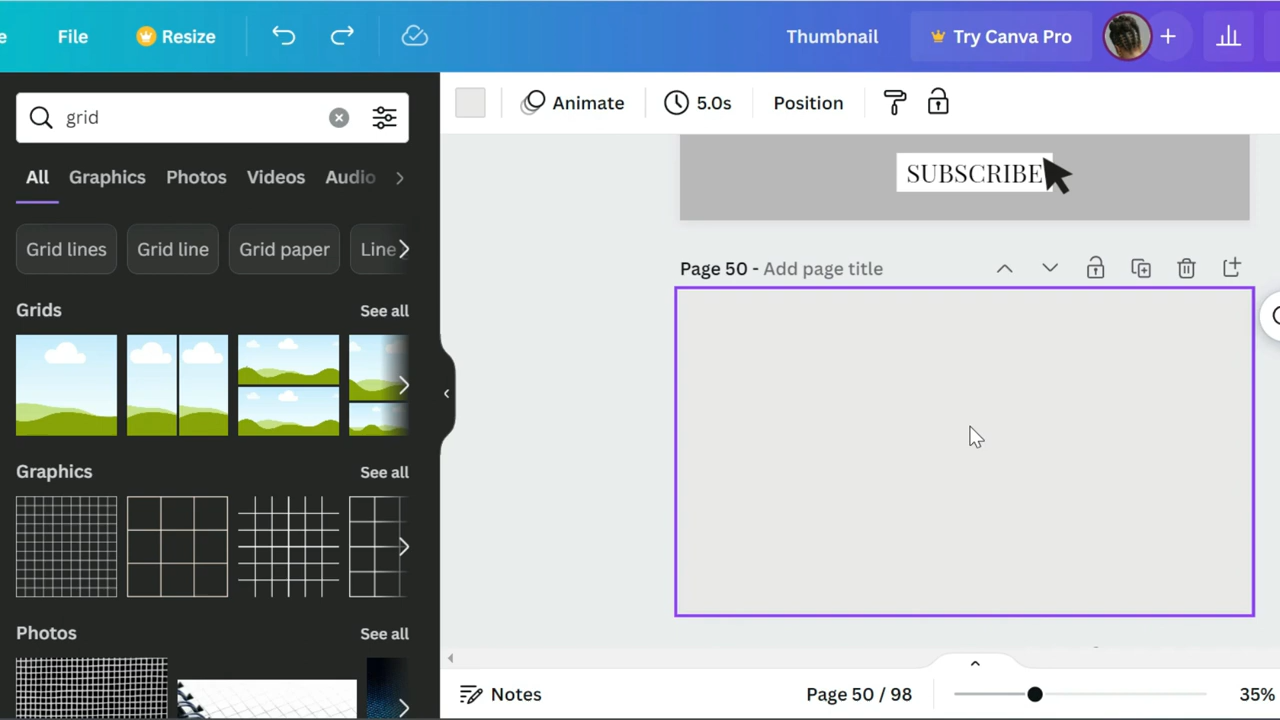 File
Resize
Thumbnail
Try Canva Pro
grid
Animate
5.0s
Position
All
Graphics
Photos
Videos
Audio
SUBSCRIBE
Grid lines
Grid line
Grid paper
Line
Page 50 - Add page title
Grids
See all
Graphics
See all
Photos
See all
Notes
Page 50 / 98
35%